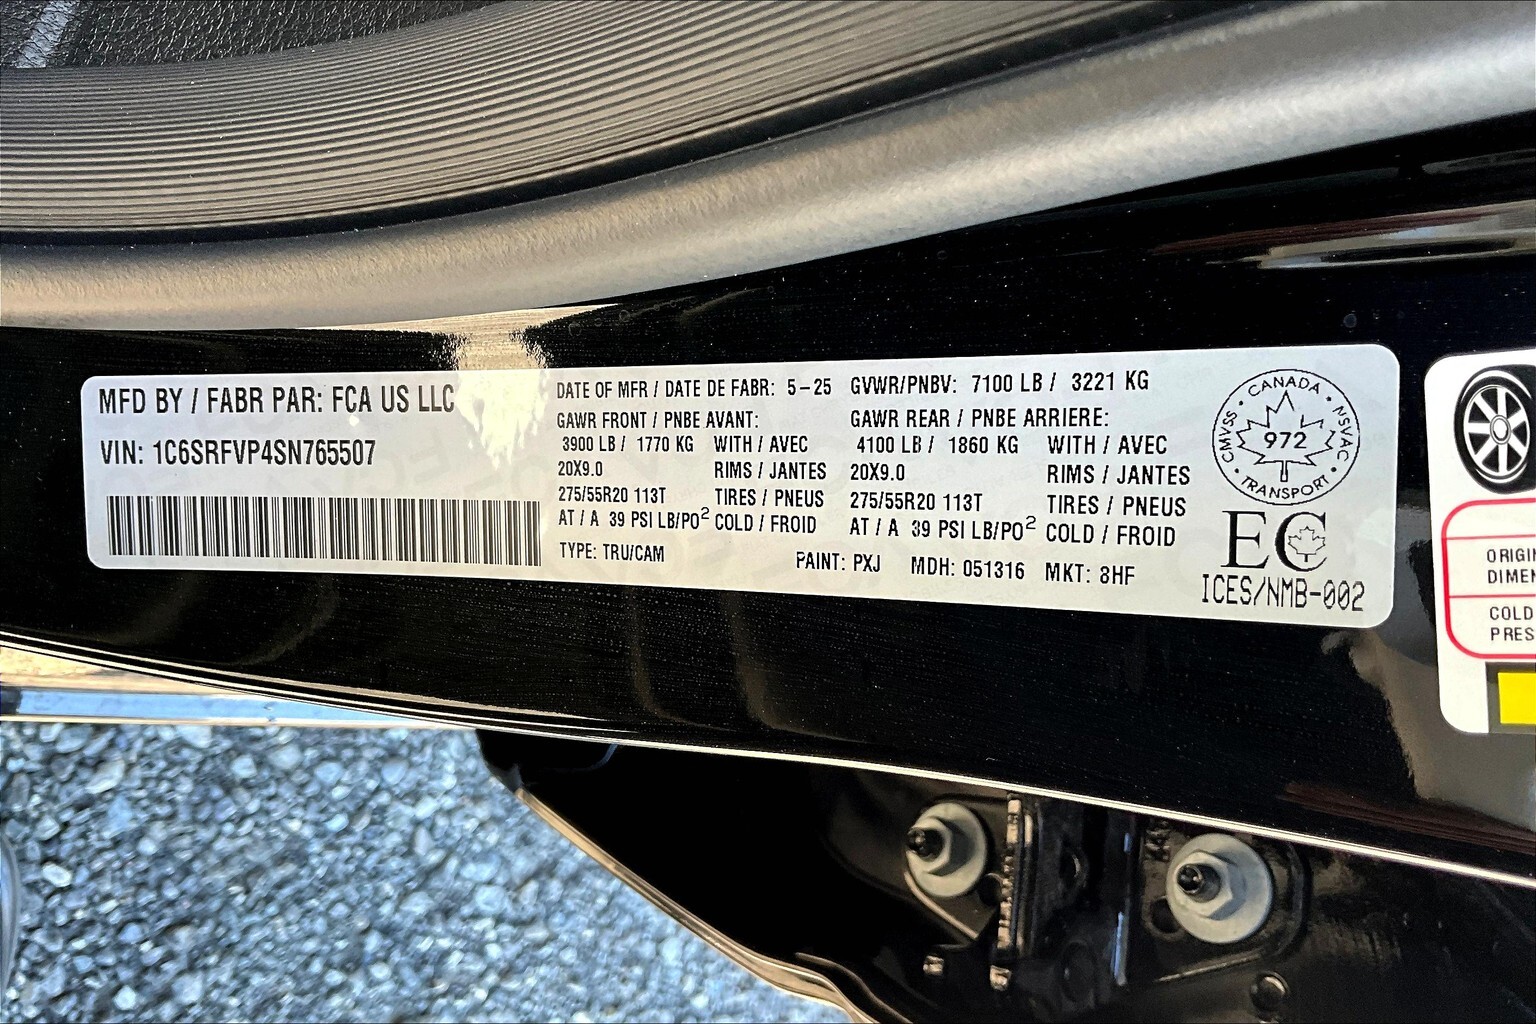 MFD BY / FABR PAR: FCA US LLC
VIN: 1C6SRFVP4SN765507
DATE OF MFR / DATE DE FABR: 5-25 GVWR/PNBV: 7100 LB / 3221 KG
GAWR FRONT / PNBE AVANT: GAWR REAR / PNBE ARRIERE:
3900 LB / 1770 KG WITH / AVEC 4100 LB / 1860 KG WITH / AVEC
20X9.0 RIMS / JANTES 20X9.0 RIMS / JANTES
275/55R20 113T TIRES / PNEUS 275/55R20 113T TIRES / PNEUS
AT / A 39 PSI LB/PO² COLD / FROID AT / A 39 PSI LB/PO² COLD / FROID
TYPE: TRU/CAM PAINT: PXJ MDH: 051316 MKT: 8HF
CANADA
CMVSS 972 NSVAC
TRANSPORT
EC
ICES/NMB-002
ORIGIN
DIMEN
COLD
PRES